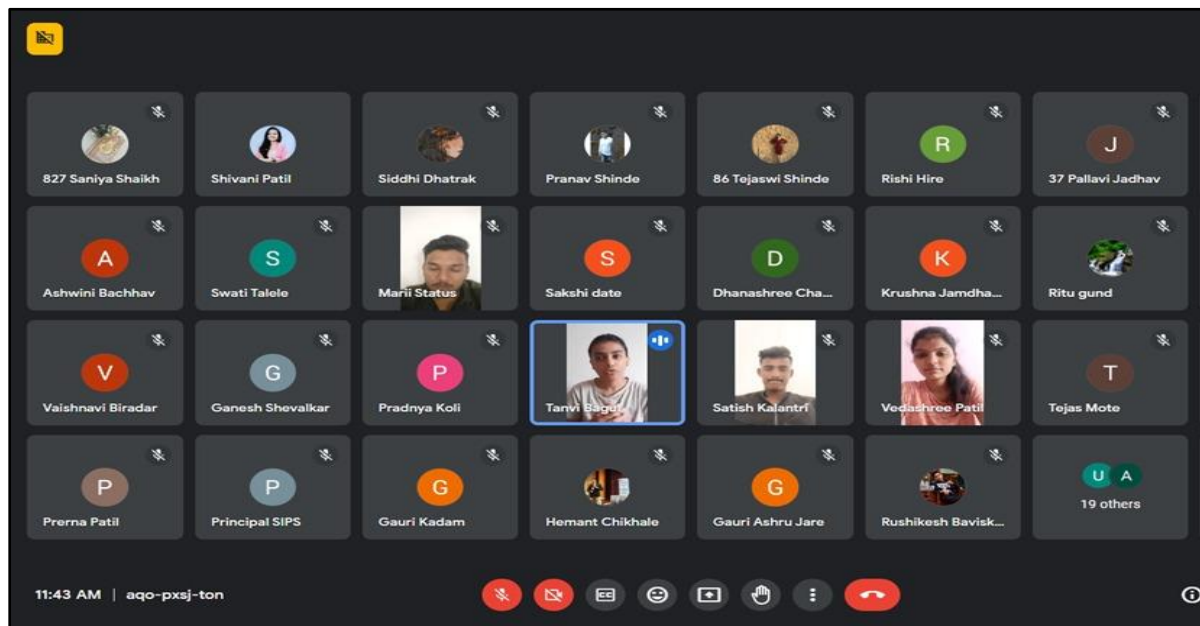 827 Saniya Shaikh
Shivani Patil
Siddhi Dhatrak
Pranav Shinde
86 Tejaswi Shinde
R
Rishi Hire
J
37 Pallavi Jadhav
A
Ashwini Bachhav
S
Swati Talele
Marii Status
S
Sakshi date
D
Dhanashree Cha...
K
Krushna Jamdha...
Ritu gund
V
Vaishnavi Biradar
G
Ganesh Shevalkar
P
Pradnya Koli
Tanvi Bagul
Satish Kalantri
Vedashree Patil
T
Tejas Mote
P
Prerna Patil
P
Principal SIPS
G
Gauri Kadam
Hemant Chikhale
G
Gauri Ashru Jare
Rushikesh Bavisk...
U A
19 others
11:43 AM | aqo-pxsj-ton
CC